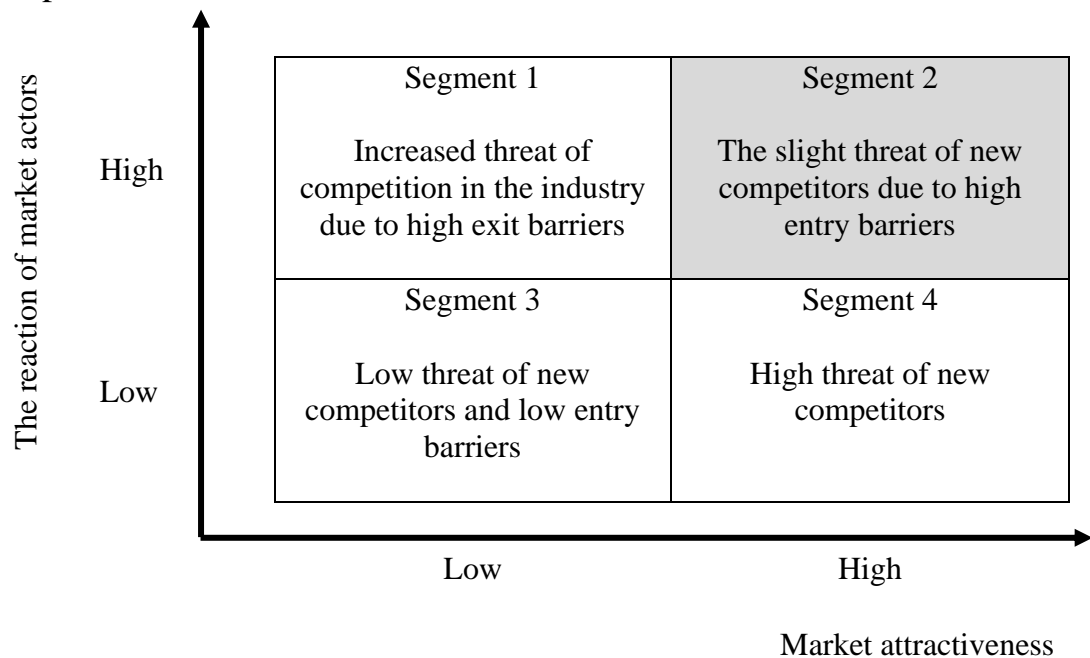 The reaction of market actors
High
Segment 1
Increased threat of
competition in the industry
due to high exit barriers
Segment 2
The slight threat of new
competitors due to high
entry barriers
Low
Segment 3
Low threat of new
competitors and low entry
barriers
Segment 4
High threat of new
competitors
Low
High
Market attractiveness